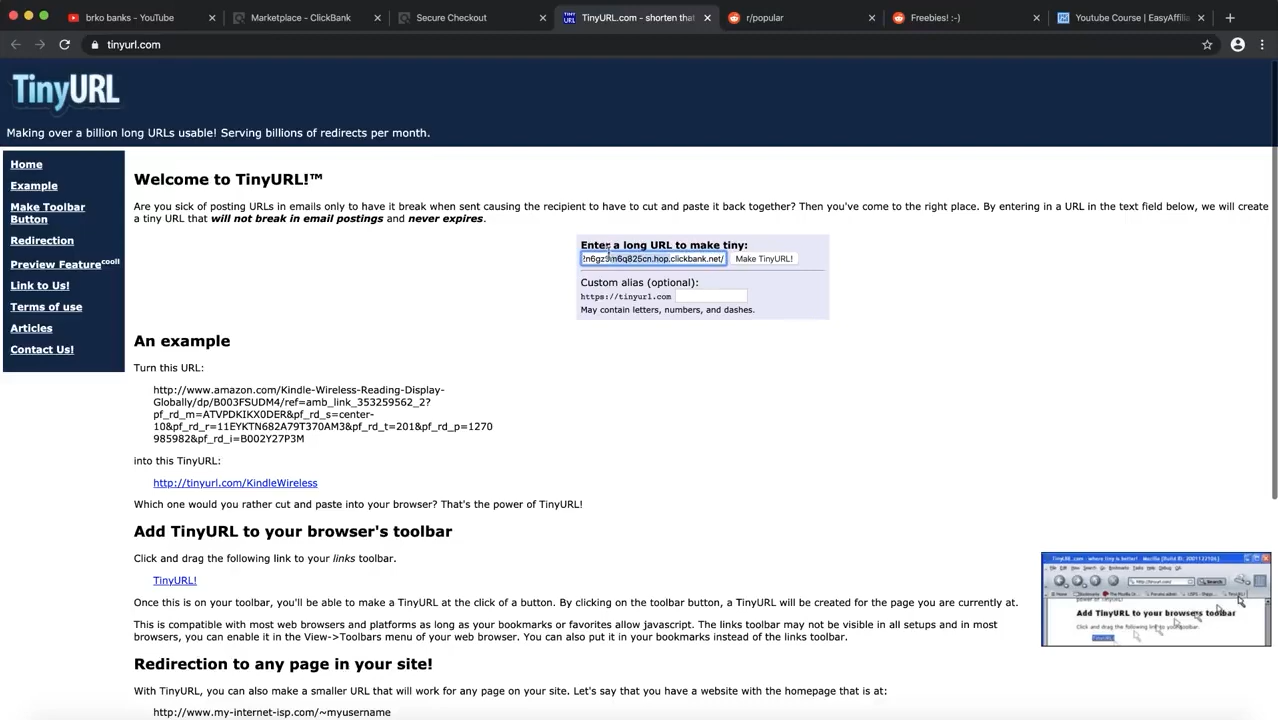 brko banks - YouTube
Marketplace - ClickBank
Secure Checkout
TinyURL.com - shorten that
r/popular
Freebies! :-)
Youtube Course | EasyAffilia
tinyurl.com
TinyURL
Making over a billion long URLs usable! Serving billions of redirects per month.
Home
Example
Make Toolbar
Button
Redirection
Preview Feature cool!
Link to Us!
Terms of use
Articles
Contact Us!
Welcome to TinyURL!™
Are you sick of posting URLs in emails only to have it break when sent causing the recipient to have to cut and paste it back together? Then you've come to the right place. By entering in a URL in the text field below, we will create
a tiny URL that will not break in email postings and never expires.
Enter a long URL to make tiny:
m6q825cn.hop.clickbank.net/ Make TinyURL!
Custom alias (optional):
https://tinyurl.com
May contain letters, numbers, and dashes.
An example
Turn this URL:
http://www.amazon.com/Kindle-Wireless-Reading-Display-
Globally/dp/B003FSUDM4/ref=amb_link_353259562_2?
pf_rd_m=ATVPDKIKX0DER&pf_rd_s=center-
10&pf_rd_r=11EYKTN682A79T370AM3&pf_rd_t=201&pf_rd_p=1270
985982&pf_rd_i=B002Y27P3M
into this TinyURL:
http://tinyurl.com/KindleWireless
Which one would you rather cut and paste into your browser? That's the power of TinyURL!
Add TinyURL to your browser's toolbar
Click and drag the following link to your links toolbar.
TinyURL!
Once this is on your toolbar, you'll be able to make a TinyURL at the click of a button. By clicking on the toolbar button, a TinyURL will be created for the page you are currently at.
This is compatible with most web browsers and platforms as long as your bookmarks or favorites allow javascript. The links toolbar may not be visible in all setups and in most
browsers, you can enable it in the View->Toolbars menu of your web browser. You can also put it in your bookmarks instead of the links toolbar.
Add TinyURL to your browser's toolbar
Click and drag the following link to your toolbar.
TinyURL!
Redirection to any page in your site!
With TinyURL, you can also make a smaller URL that will work for any page on your site. Let's say that you have a website with the homepage that is at:
http://www.my-internet-isp.com/~myusername